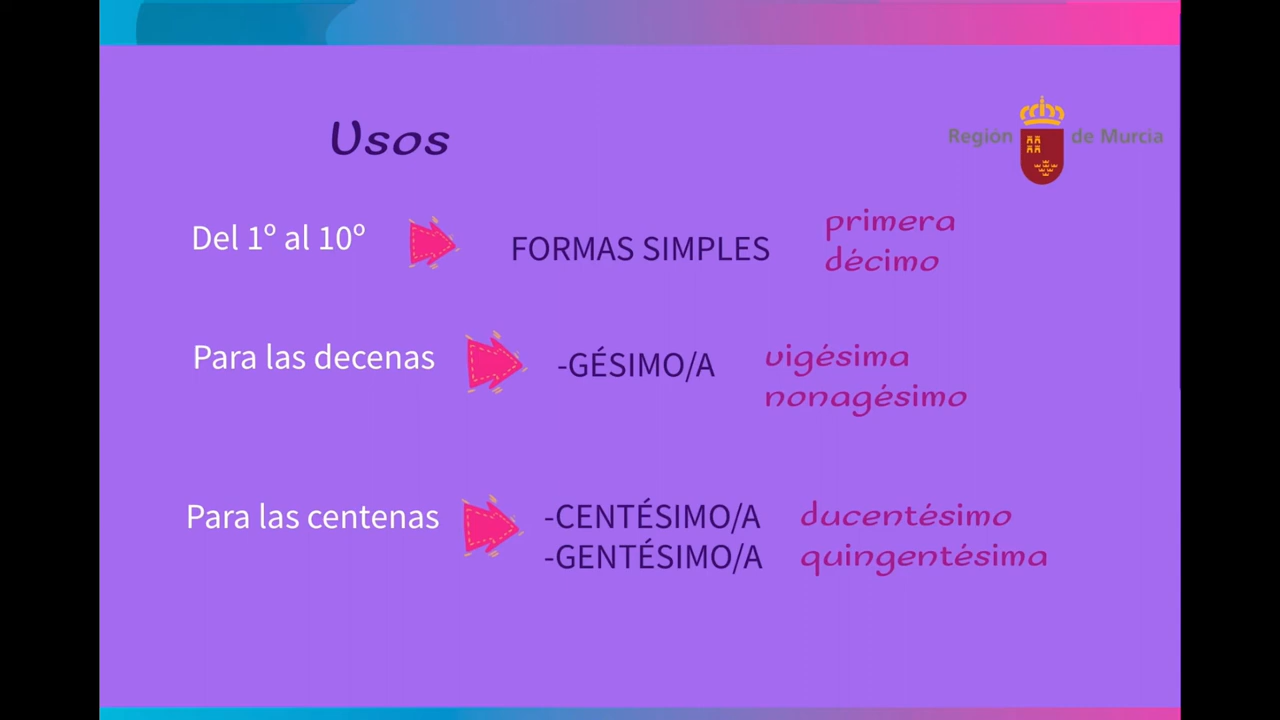 Usos
Región de Murcia
Del 1º al 10º
FORMAS SIMPLES
primera
décimo
Para las decenas
-GÉSIMO/A
vigésima
nonagésimo
Para las centenas
-CENTÉSIMO/A
-GENTÉSIMO/A
ducentésimo
quingentésima